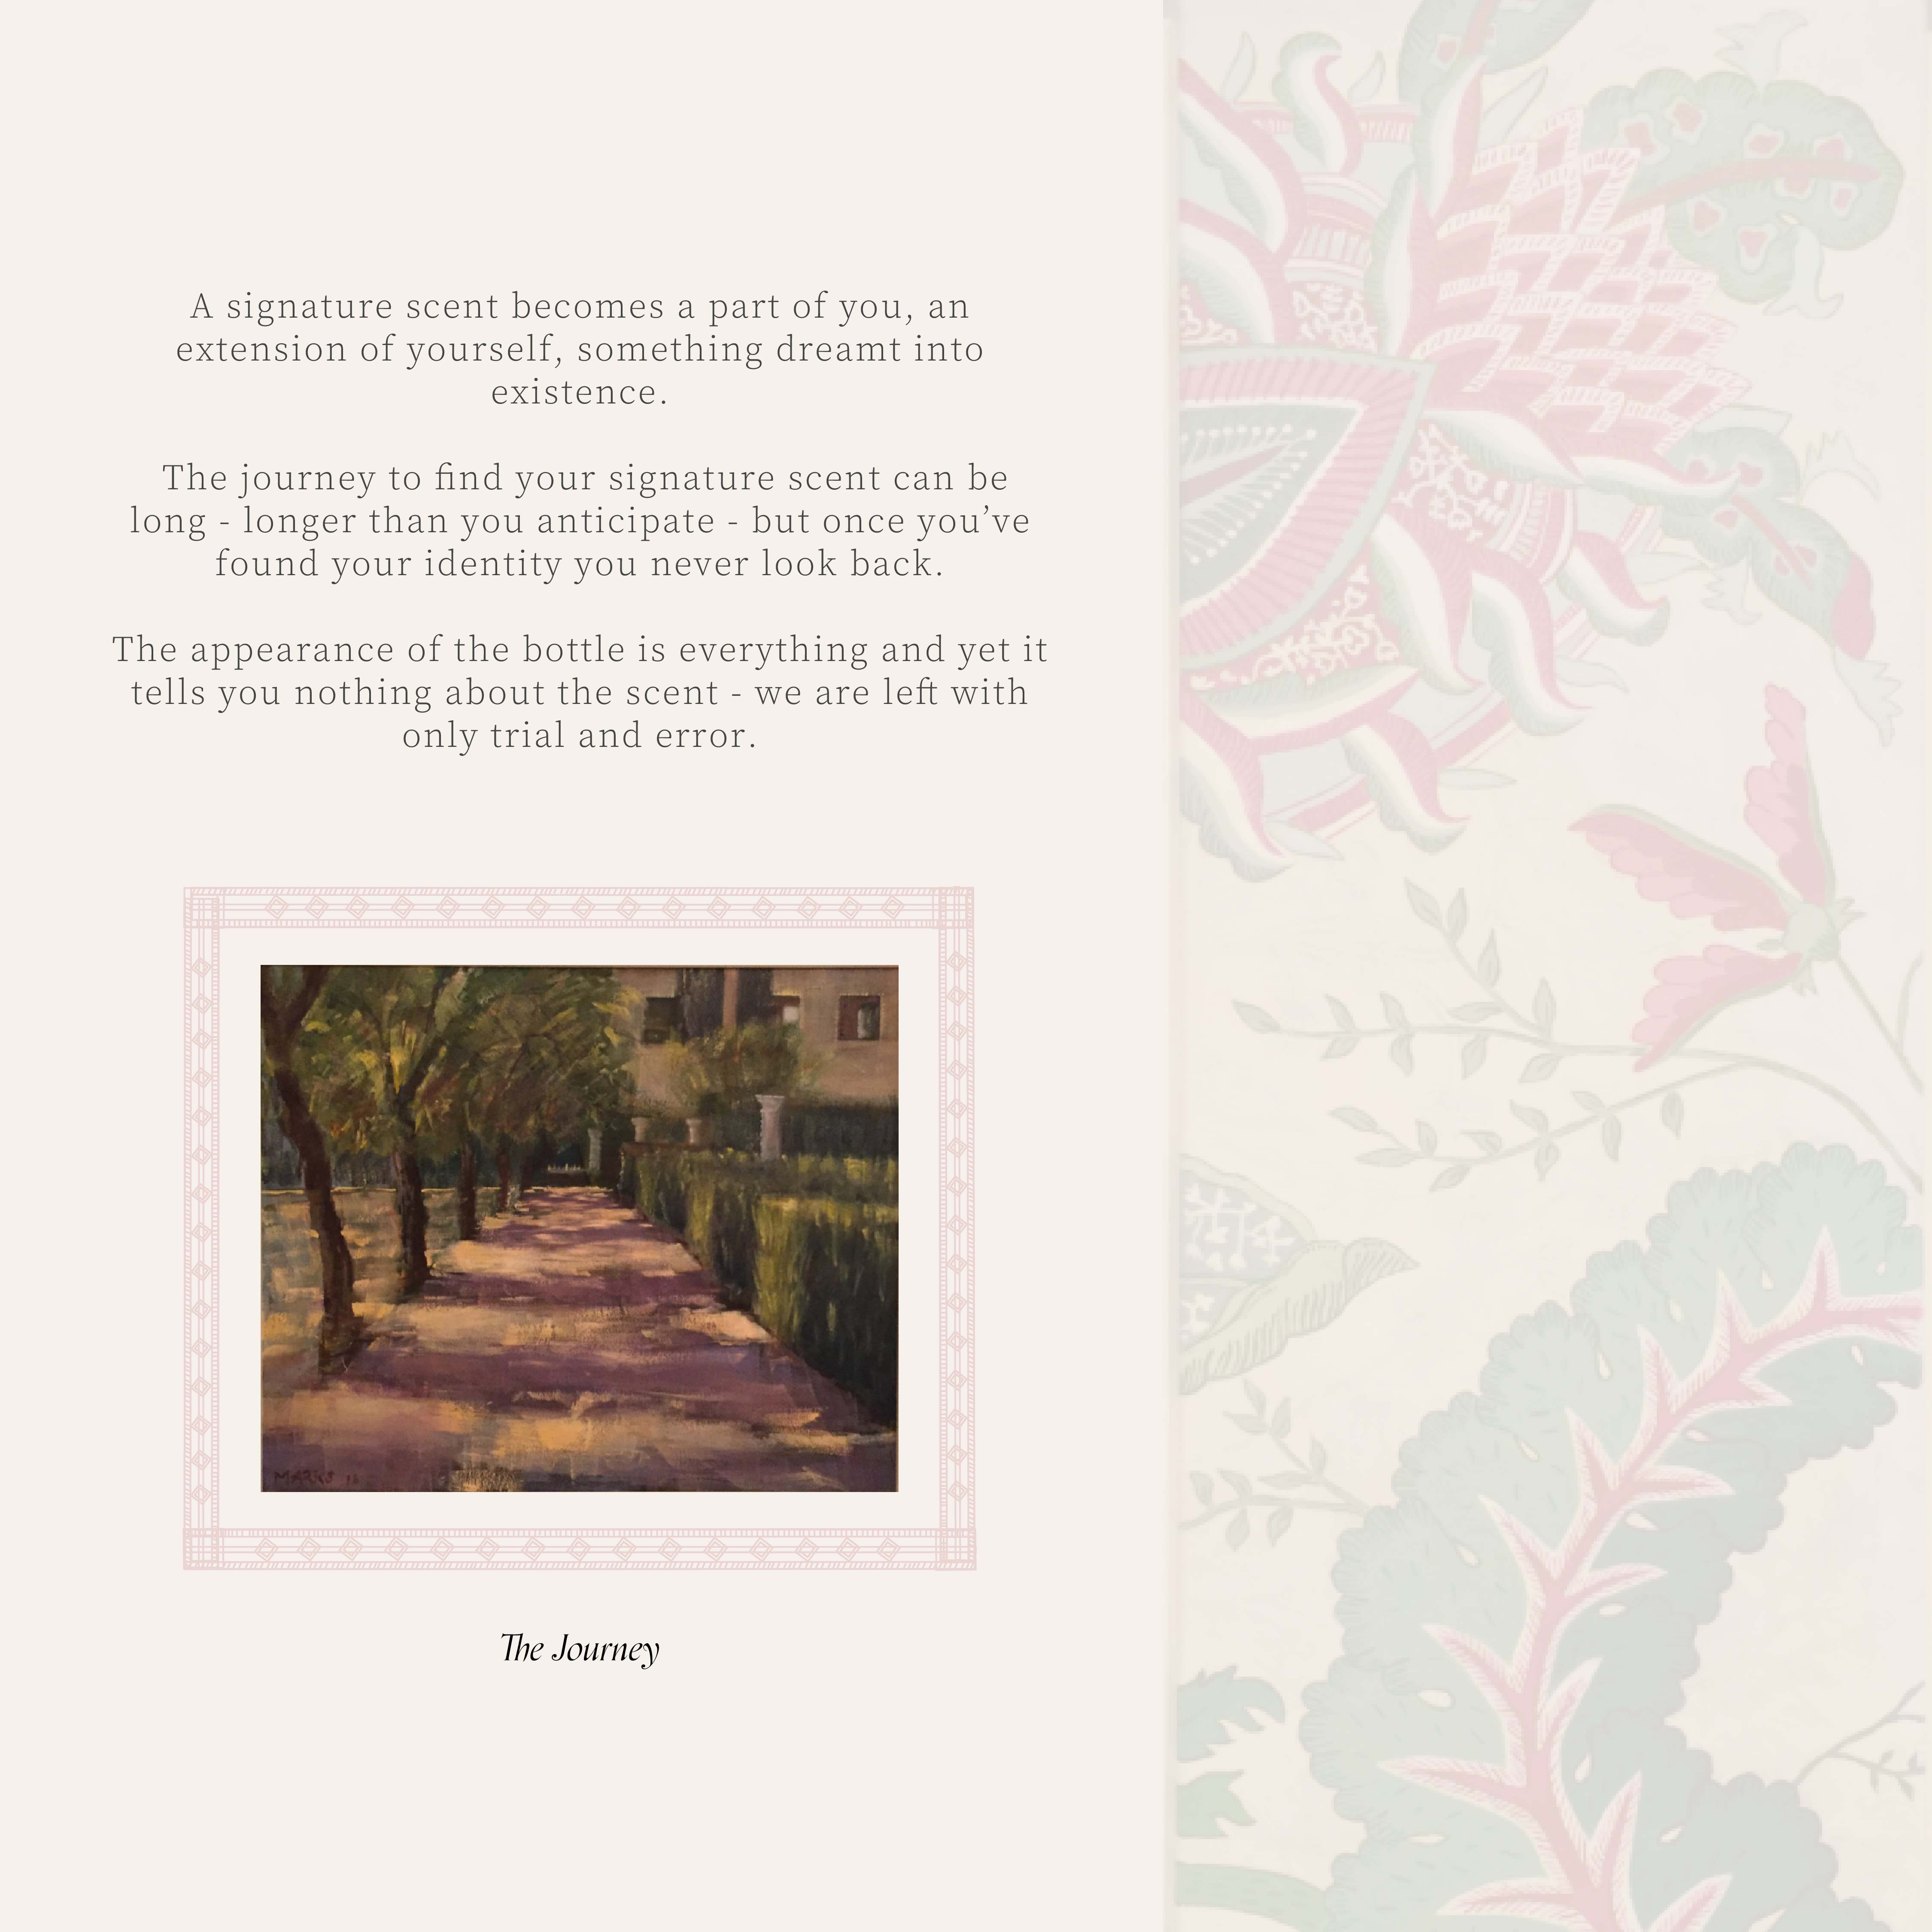 A signature scent becomes a part of you, an
extension of yourself, something dreamt into
existence.
The journey to find your signature scent can be
long - longer than you anticipate - but once you’ve
found your identity you never look back.
The appearance of the bottle is everything and yet it
tells you nothing about the scent - we are left with
only trial and error.
MARKS 18
The Journey